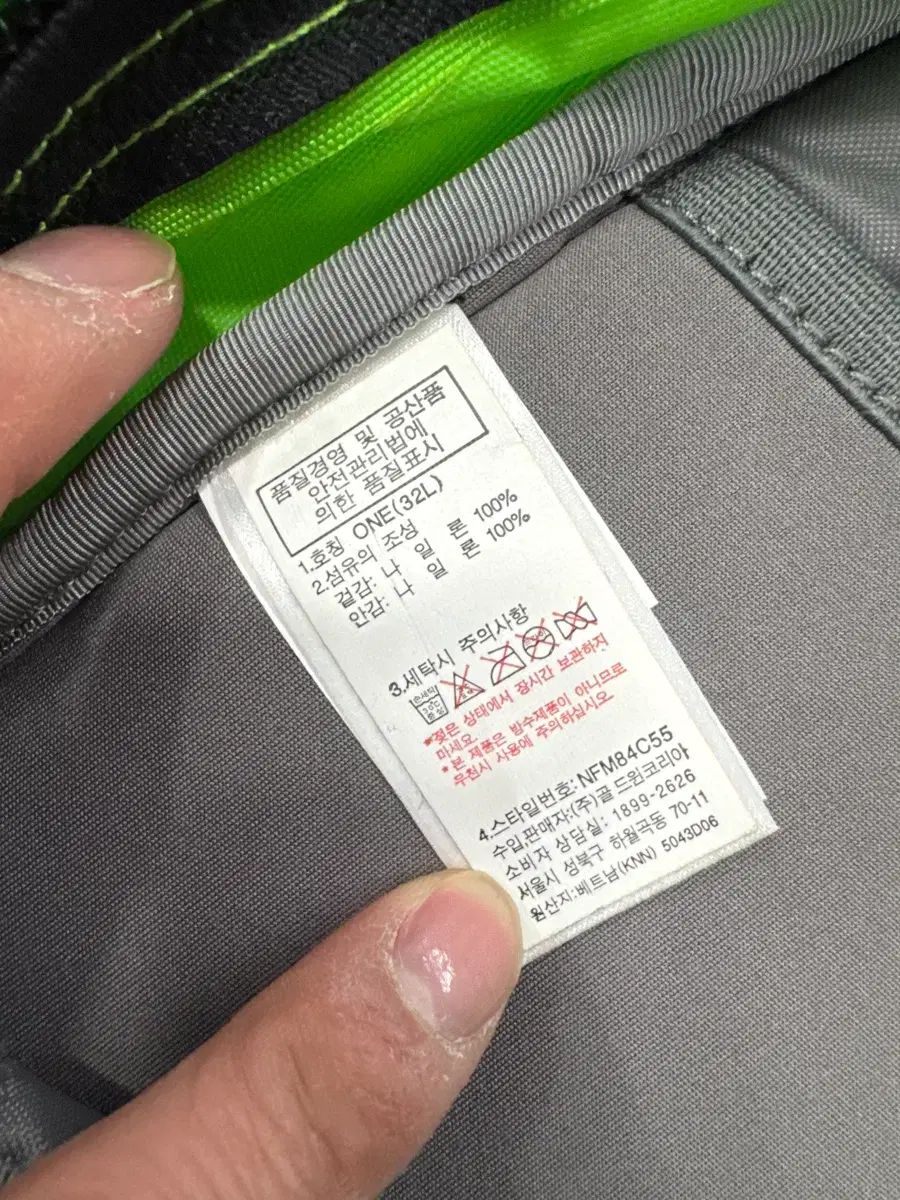 품질경영 및 공산품
안전관리법에
의한 품질표시
1.호칭 ONE(32L)
2.섬유의 조성
겉감: 나 일 론 100%
안감: 나 일 론 100%
3.세탁시 주의사항
손세탁
30℃
중성
*젖은 상태에서 장시간 보관하지
마세요.
*본 제품은 방수제품이 아니므로
우천시 사용에 주의하십시오.
4.스타일번호: NFM84C55
수입,판매자:(주)골드윈코리아
소비자 상담실: 1899-2626
서울시 성북구 하월곡동 70-11
원산지:베트남(KNN) 5043D06